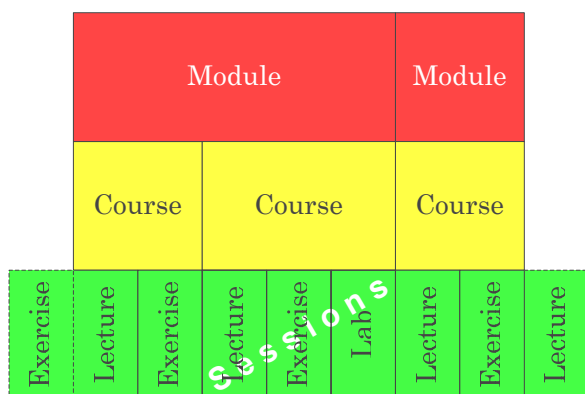 Module Module
Course Course Course
Exercise Lecture Exercise Lecture Exercise Lab Lecture Exercise Lecture
Sessions